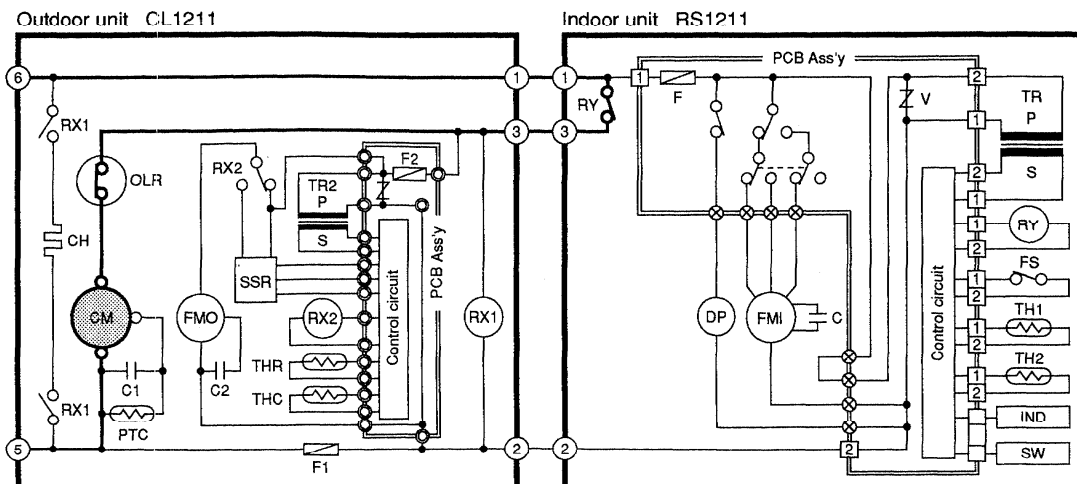 Outdoor unit CL1211
Indoor unit RS1211
PCB Ass'y
6
1
1
1
F
2
V
TR
P
RX1
RY
3
3
1
OLR
RX2
F2
TR2
P
S
2
S
1
CH
PCB Ass'y
1
RY
2
SSR
Control circuit
Control circuit
FS
1
2
CM
FMO
RX2
RX1
DP
FMI
C
TH1
1
2
THR
TH2
C1
C2
THC
1
2
RX1
PTC
IND
5
F1
2
2
2
SW